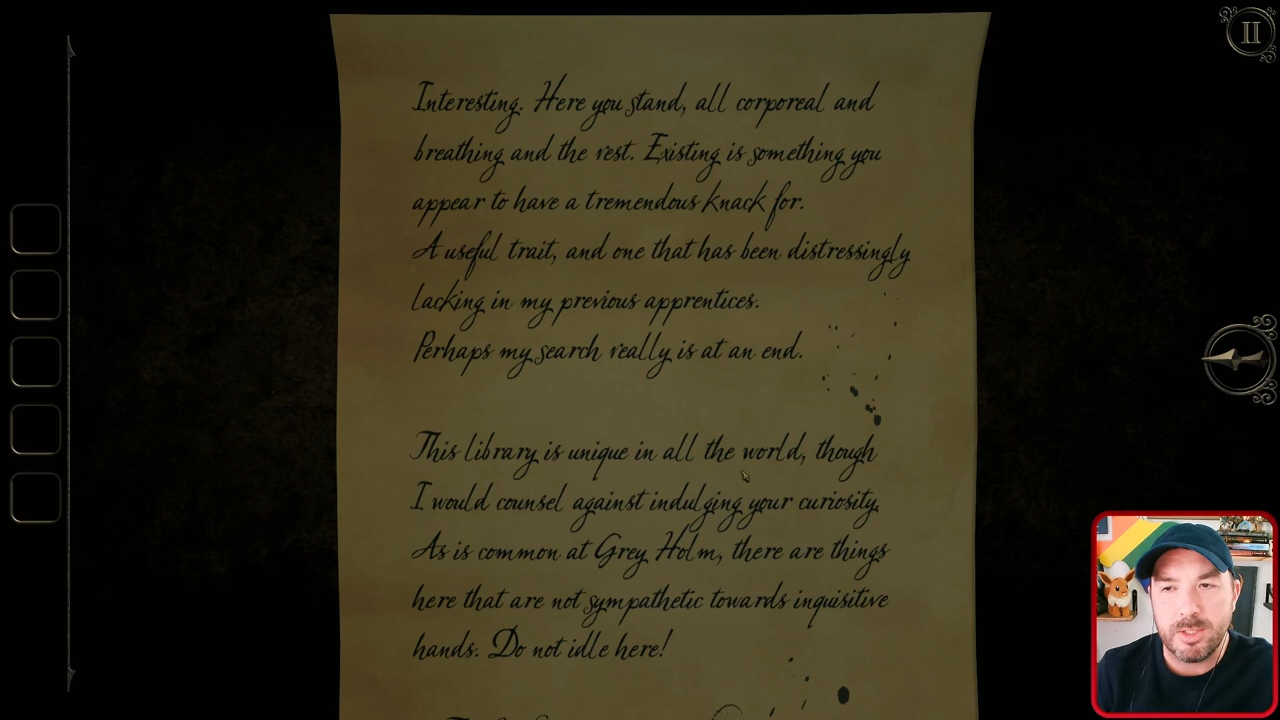 Interesting. Here you stand, all corporeal and
breathing and the rest. Existing is something you
appear to have a tremendous knack for.
A useful trait, and one that has been distressingly
lacking in my previous apprentices.
Perhaps my search really is at an end.
This library is unique in all the world, though
I would counsel against indulging your curiosity.
As is common at Grey Holm, there are things
here that are not sympathetic towards inquisitive
hands. Do not idle here!